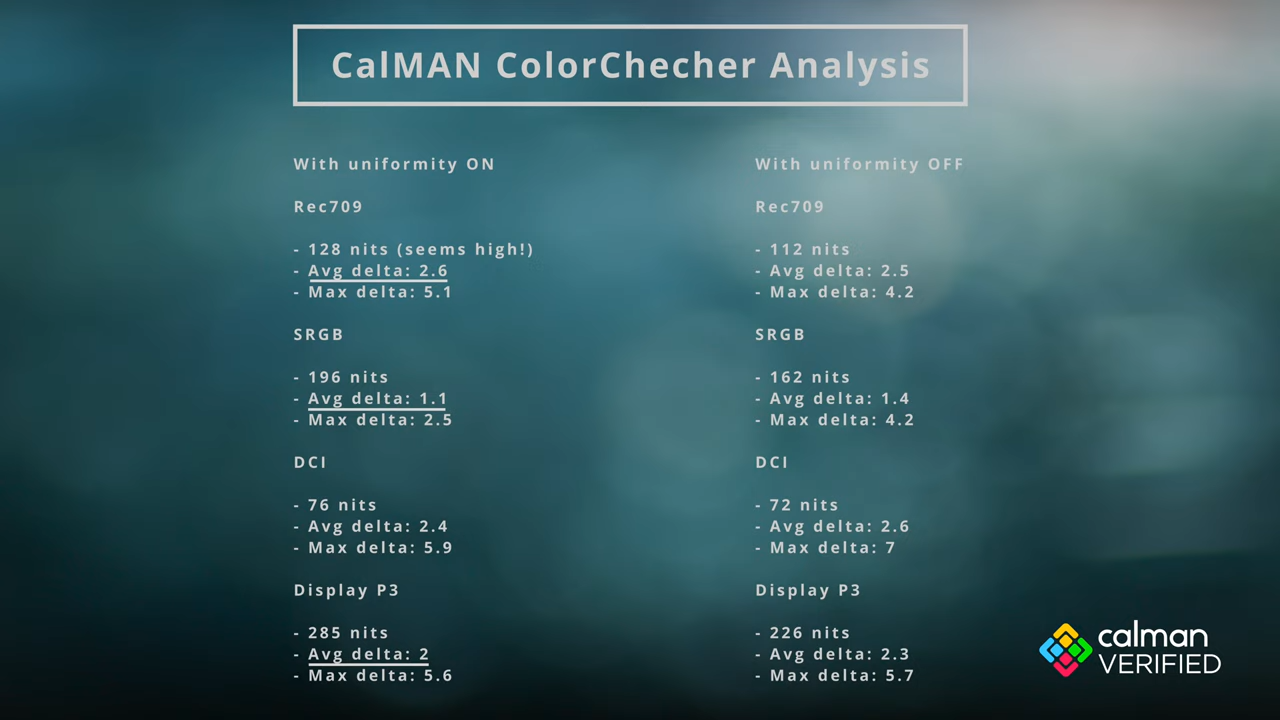 CalMAN ColorChecher Analysis
With uniformity ON
Rec709
- 128 nits (seems high!)
- Avg delta: 2.6
- Max delta: 5.1
SRGB
- 196 nits
- Avg delta: 1.1
- Max delta: 2.5
DCI
- 76 nits
- Avg delta: 2.4
- Max delta: 5.9
Display P3
- 285 nits
- Avg delta: 2
- Max delta: 5.6
With uniformity OFF
Rec709
- 112 nits
- Avg delta: 2.5
- Max delta: 4.2
SRGB
- 162 nits
- Avg delta: 1.4
- Max delta: 4.2
DCI
- 72 nits
- Avg delta: 2.6
- Max delta: 7
Display P3
- 226 nits
- Avg delta: 2.3
- Max delta: 5.7
calman
VERIFIED